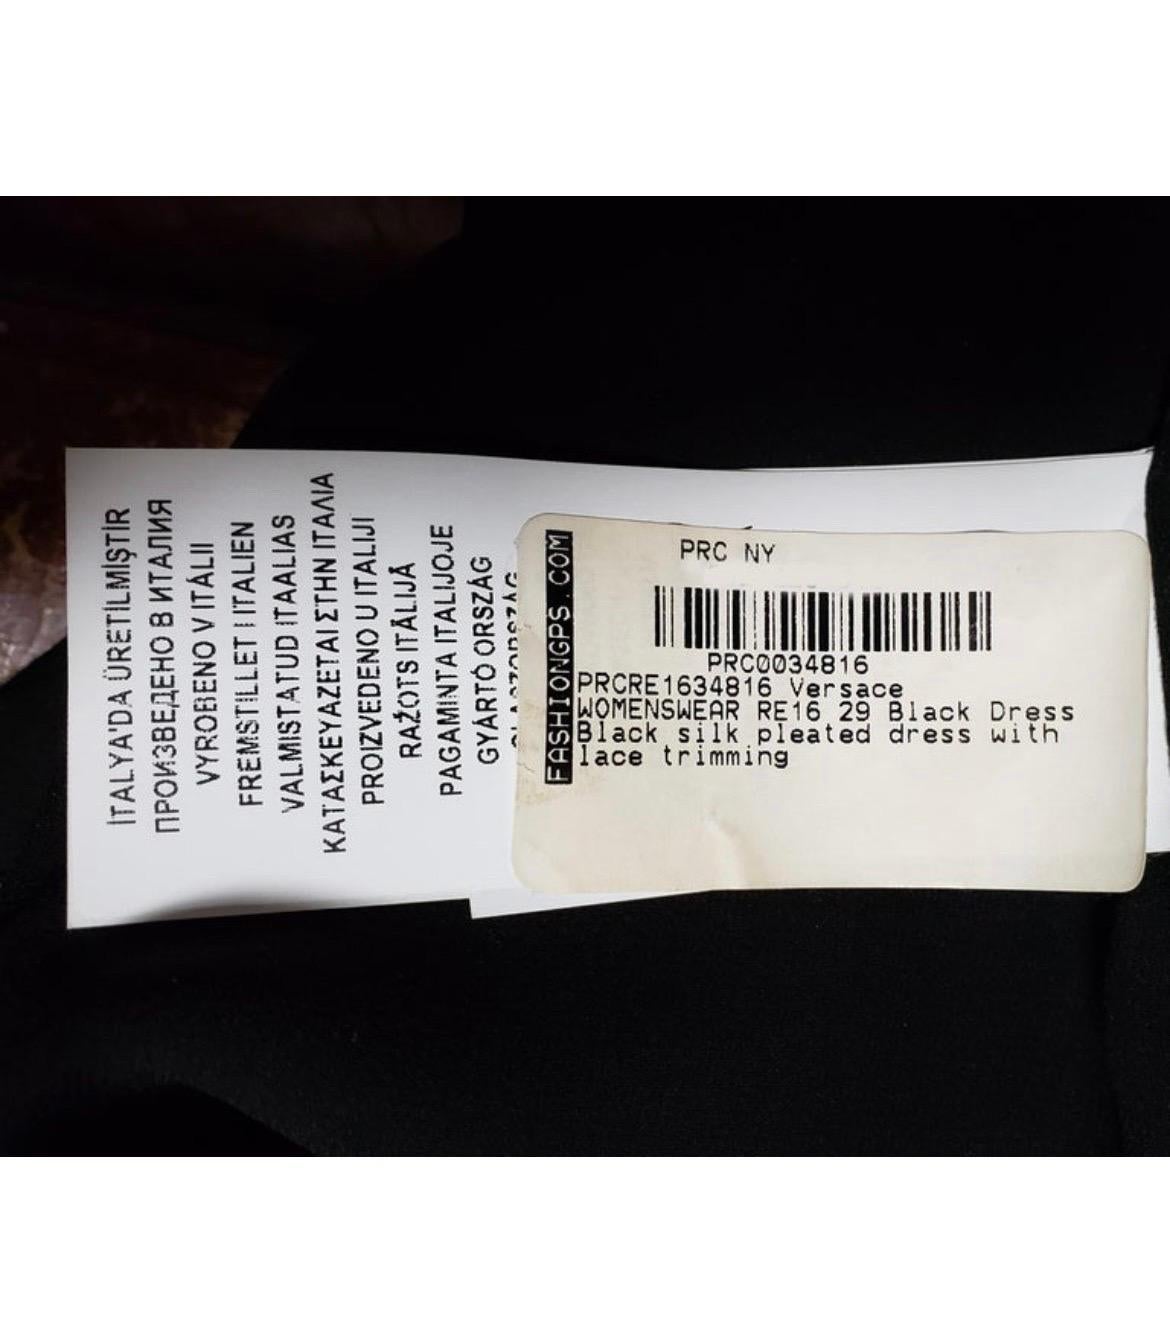 İTALYA'DA ÜRETİLMİŞTİR
ПРОИЗВЕДЕНО В ИТАЛИЯ
VYROBENO V ITÁLII
FREMSTILLET I ITALIEN
VALMISTATUD ITAALIAS
ΚΑΤΑΣΚΕΥΑΖΕΤΑΙ ΣΤΗΝ ΙΤΑΛΙΑ
PROIZVEDENO U ITALIJI
RAŽOTS ITĀLIJĀ
PAGAMINTA ITALIJOJE
GYÁRTÓ ORSZÁG
FASHIONGPS.COM
PRC NY
PRC0034816
PRCRE1634816 Versace
WOMENSWEAR RE16 29 Black Dress
Black silk pleated dress with
lace trimming